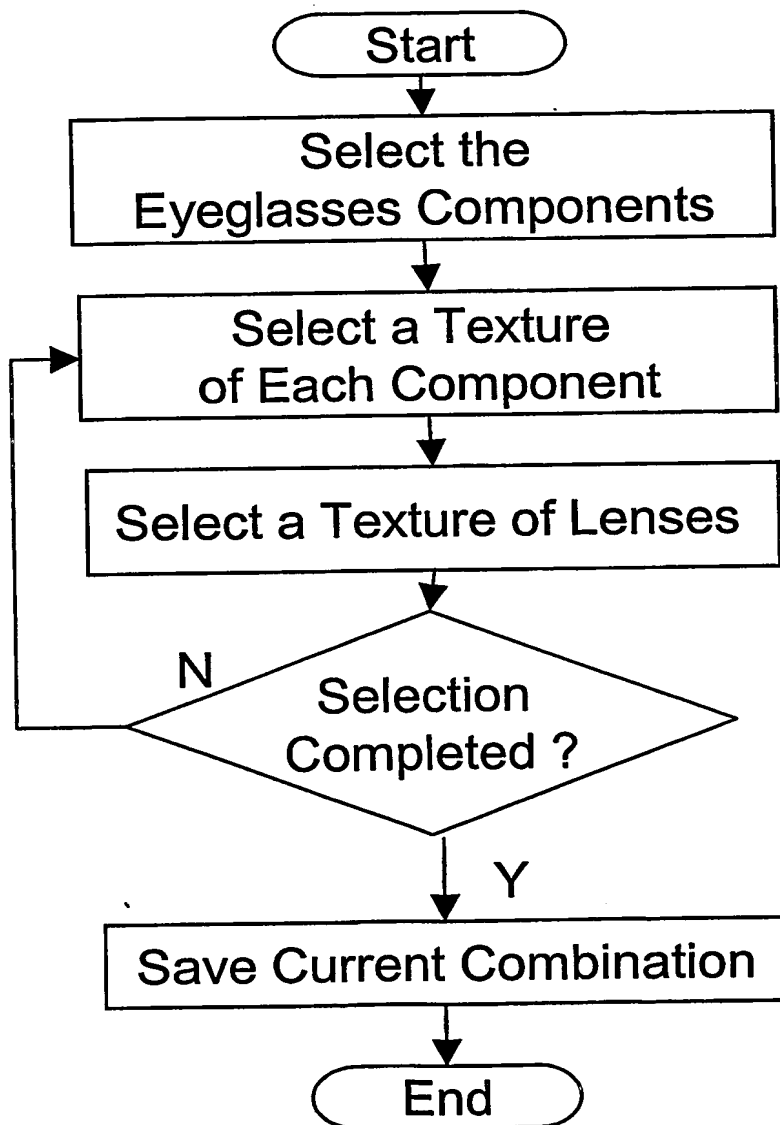 Start
Select the
Eyeglasses Components
Select a Texture
of Each Component
Select a Texture of Lenses
N
Selection
Completed ?
Y
Save Current Combination
End